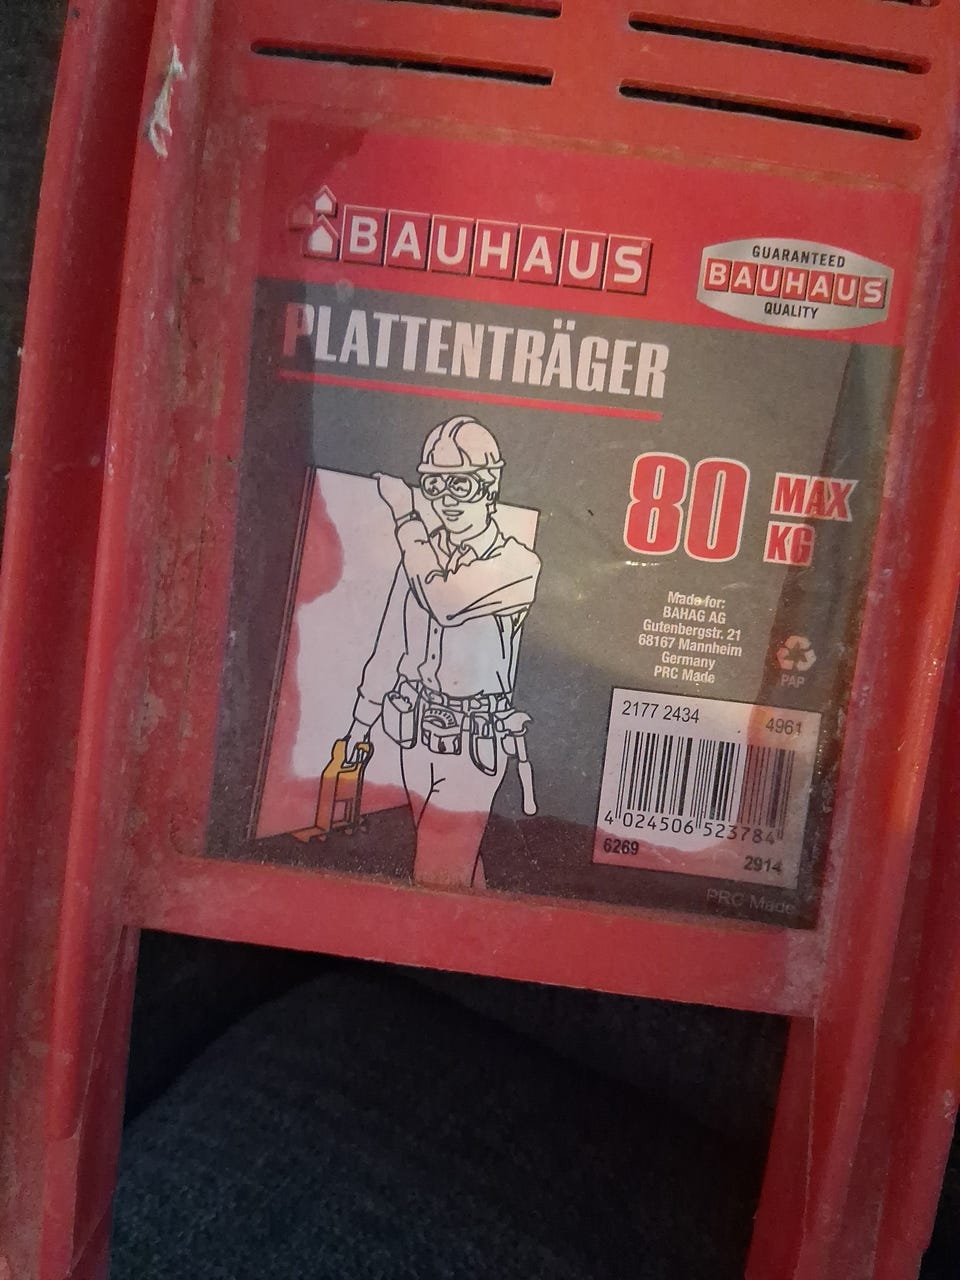 BAUHAUS
GUARANTEED
BAUHAUS
QUALITY
PLATTENTRÄGER
80 MAX KG
Made for:
BAHAG AG
Gutenbergstr. 21
68167 Mannheim
Germany
PRC Made
PAP
2177 2434 4961
4 024506 523784
6269 2914
PRC Made